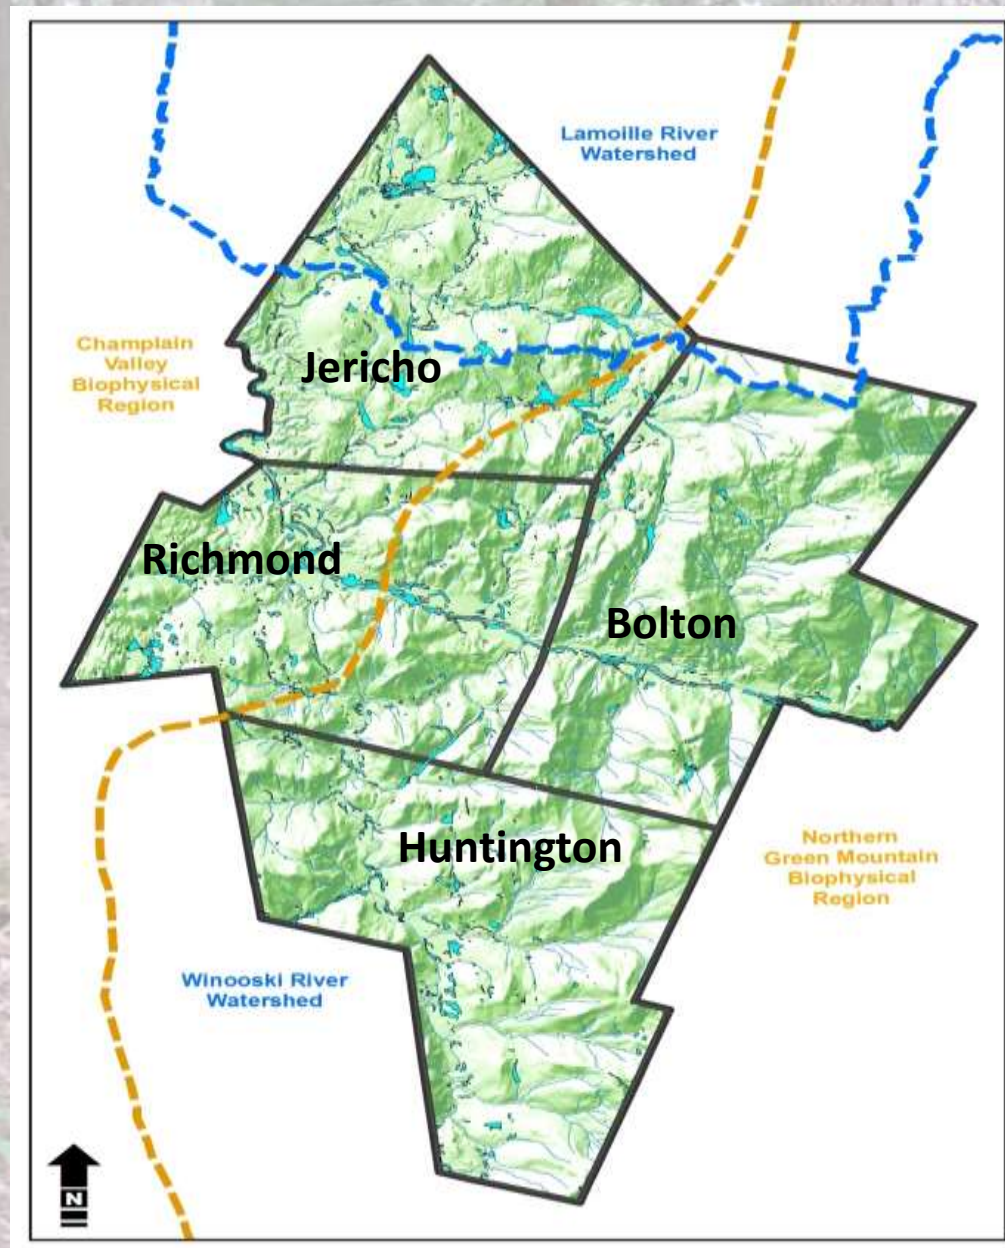 Lamoille River
Watershed
Champlain
Valley
Biophysical
Region
Jericho
Richmond
Bolton
Huntington
Northern
Green Mountain
Biophysical
Region
Winooski River
Watershed
N